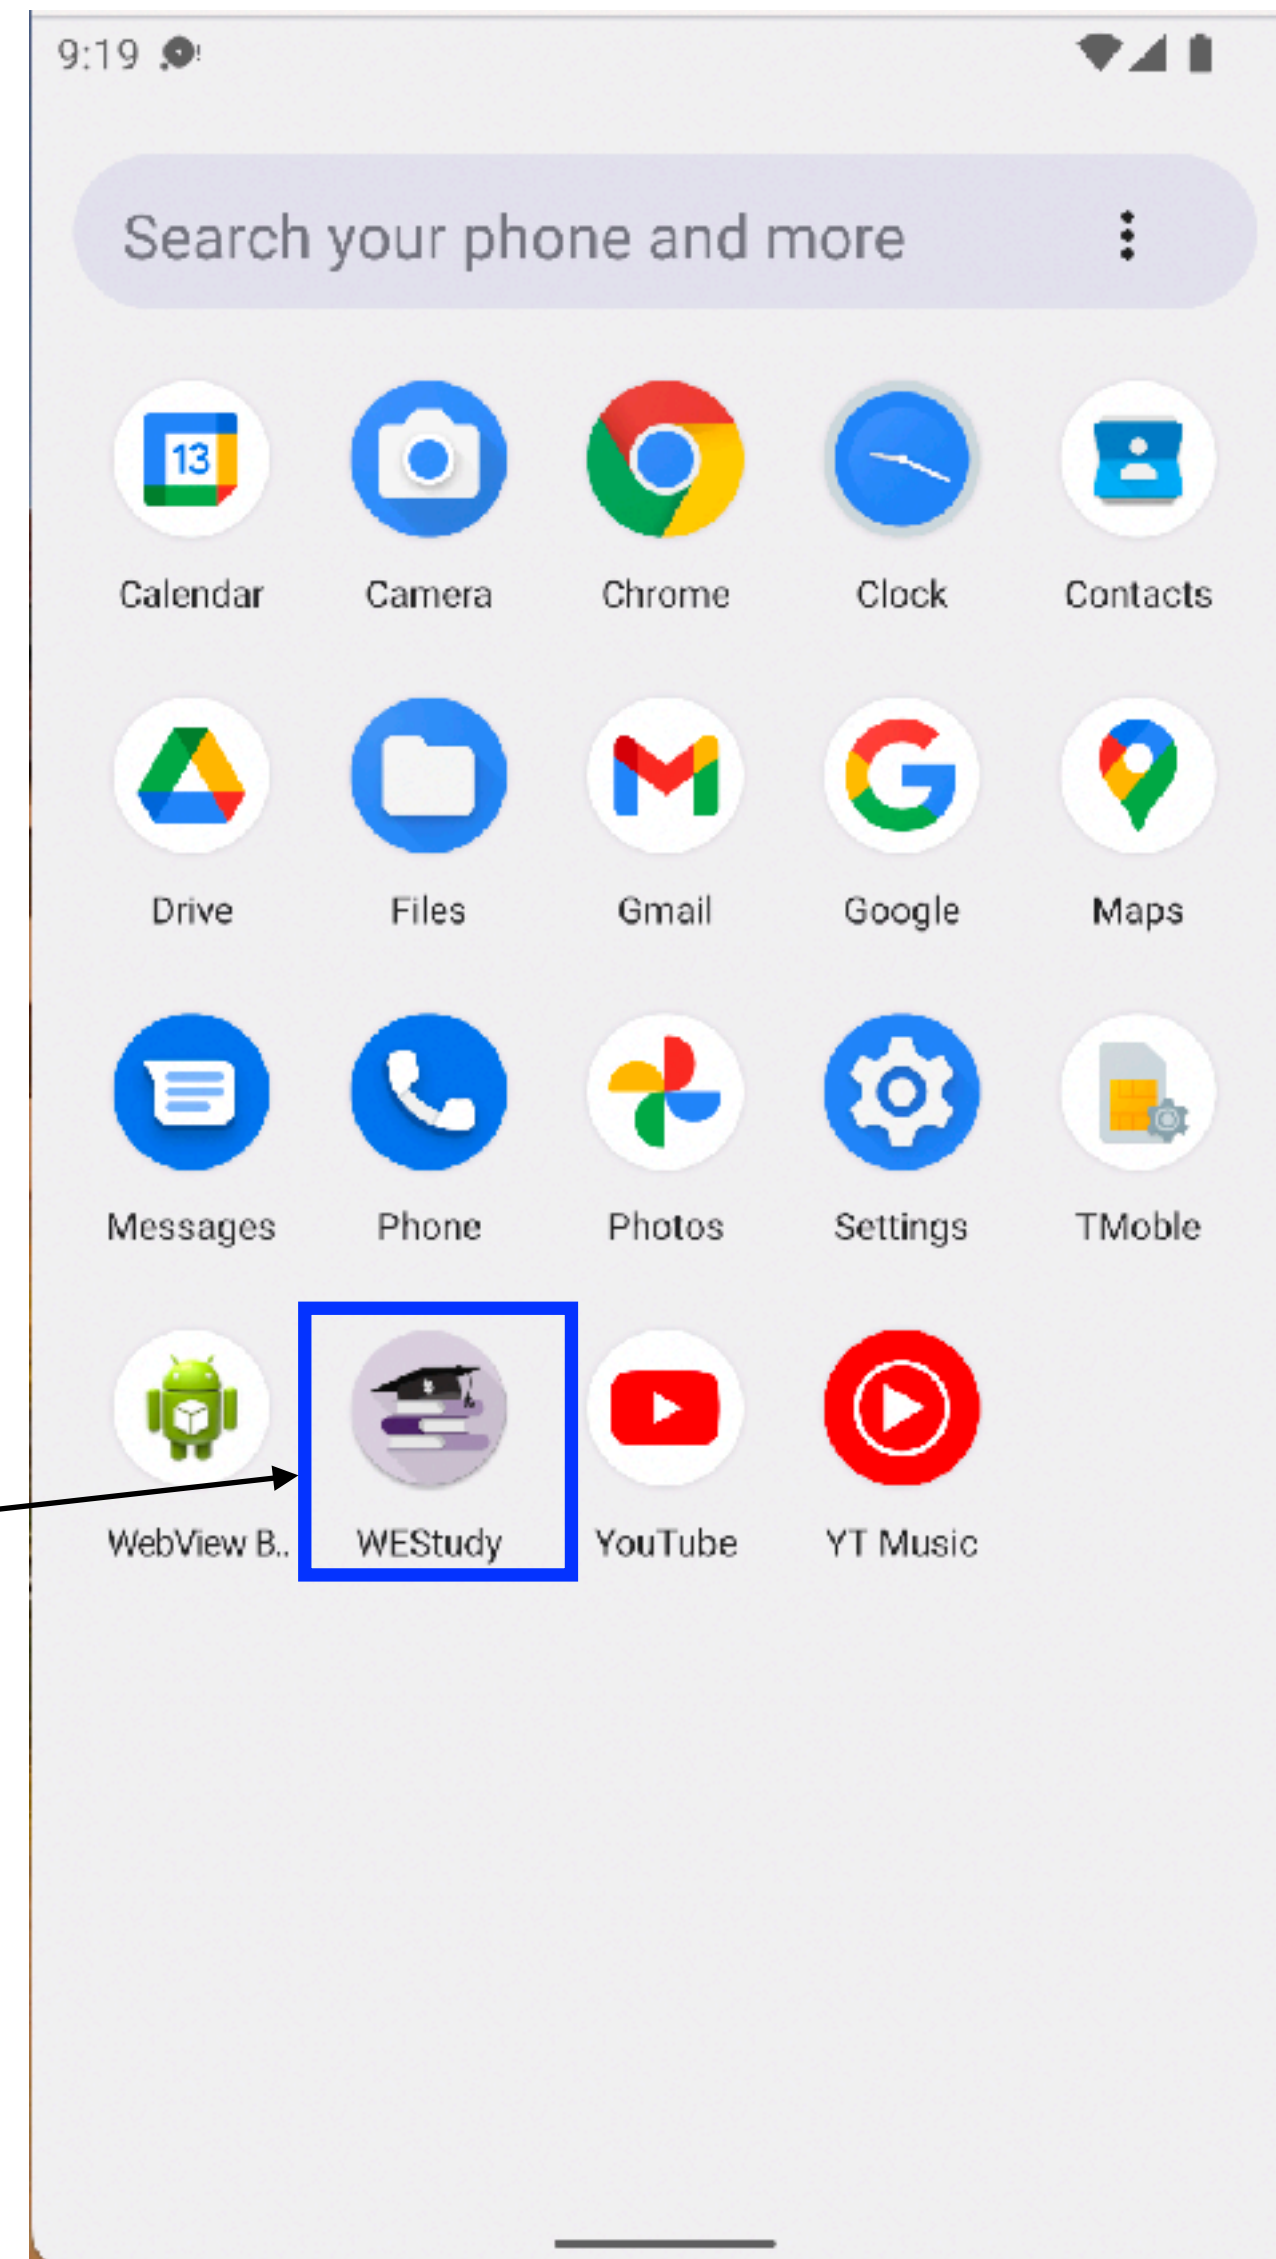 9:19
Search your phone and more
13
Calendar Camera Chrome Clock Contacts
Drive Files Gmail Google Maps
Messages Phone Photos Settings TMoble
WebView B.. WEStudy YouTube YT Music